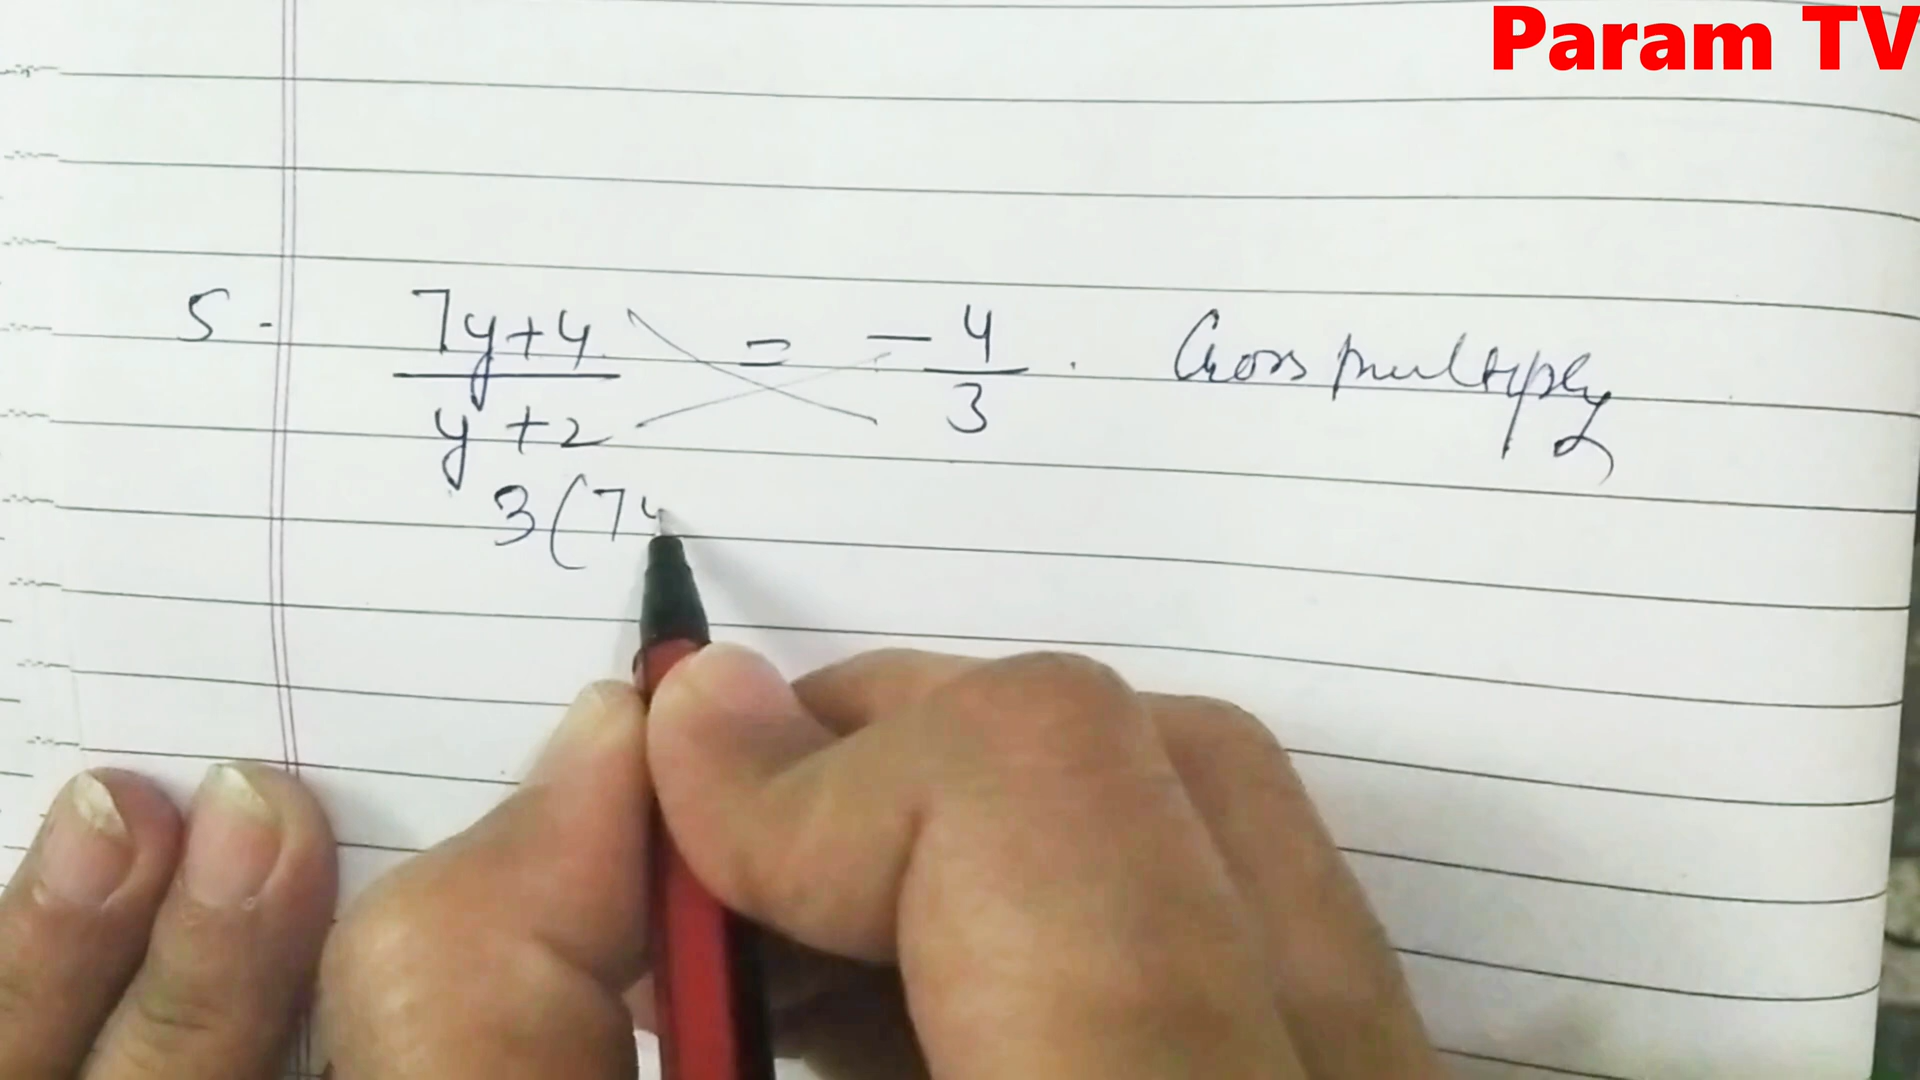 Param TV
5. 7y+4 = - 4 . Cross multiply
y +2 3
3(7y